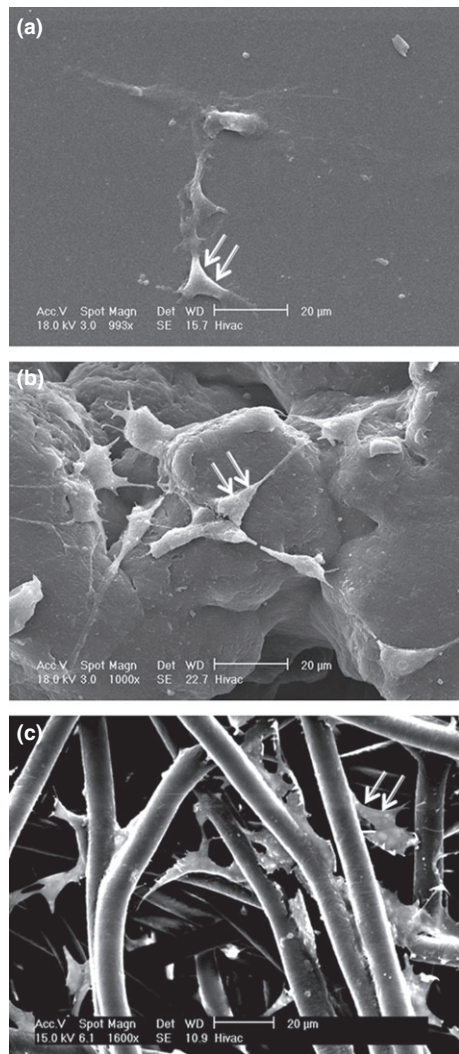 (a)
Acc.V Spot Magn Det WD 20 µm
18.0 kV 3.0 993x SE 15.7 Hivac
(b)
Acc.V Spot Magn Det WD 20 µm
18.0 kV 3.0 1000x SE 22.7 Hivac
(c)
Acc.V Spot Magn Det WD 20 µm
15.0 kV 6.1 1600x SE 10.9 Hivac